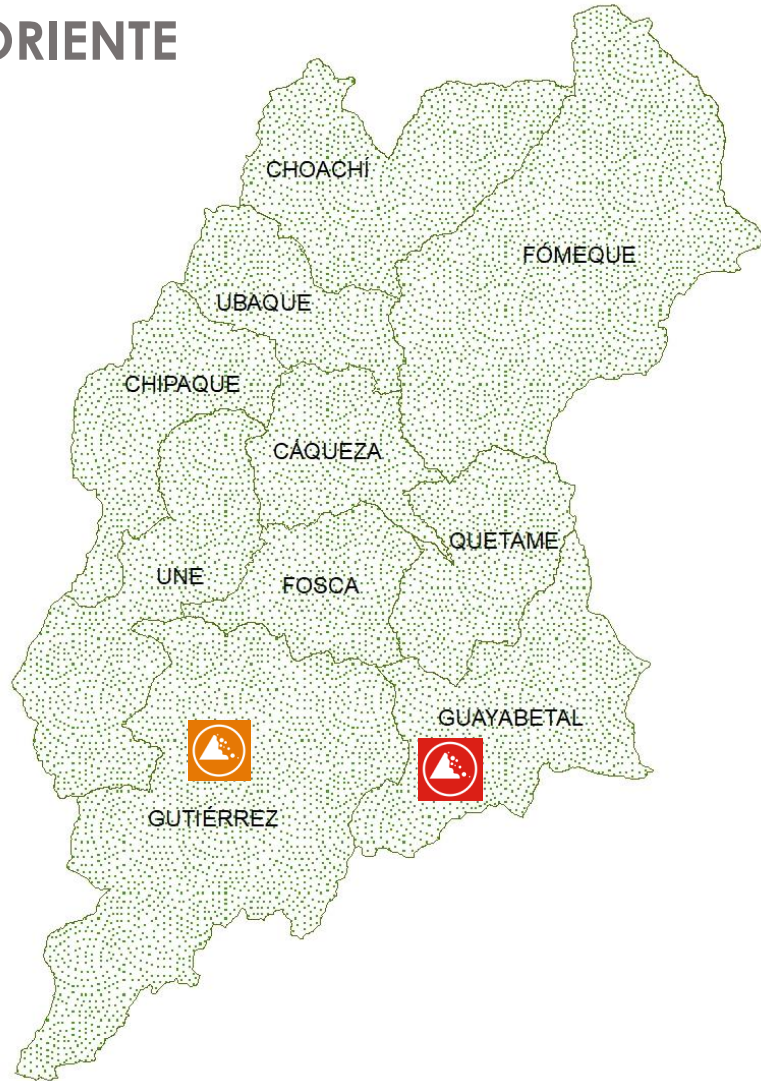 ORIENTE
CHOACHÍ
FÓMEQUE
UBAQUE
CHIPAQUE
CÁQUEZA
QUETAME
UNE
FOSCA
GUAYABETAL
GUTIÉRREZ